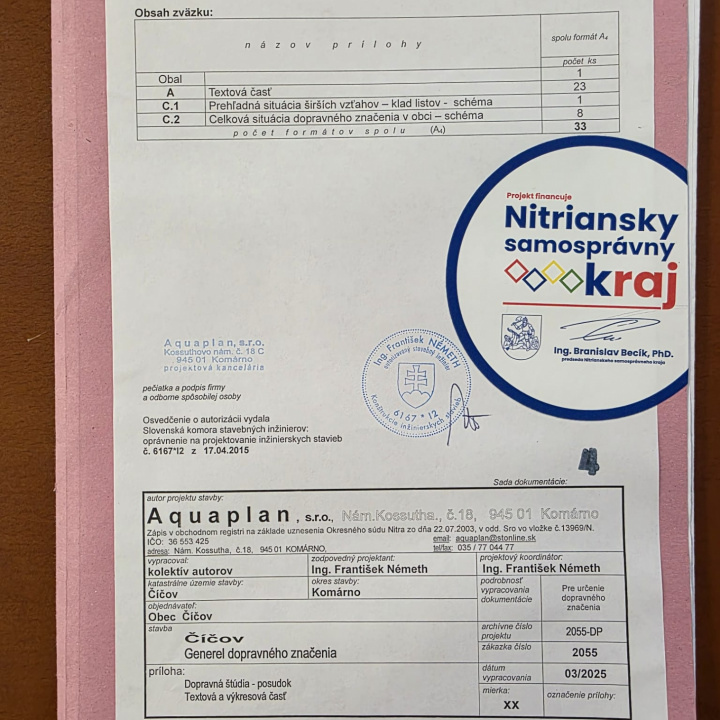 Obsah zväzku:
názov prílohy spolu formát A₄
počet ks
Obal 1
A Textová časť 23
C.1 Prehľadná situácia širších vzťahov – klad listov - schéma 1
C.2 Celková situácia dopravného značenia v obci – schéma 8
počet formátov spolu (A₄) 33
Projekt financuje
Nitriansky
samosprávny
kraj
Ing. Branislav Becík, PhD.
predseda Nitrianskeho samosprávneho kraja
Aquaplan, s.r.o.
Kossuthovo nám. č. 18 C
945 01 Komárno
projektová kancelária
Ing. František NÉMETH
autorizovaný stavebný inžinier
6167 * I2
Konštrukcie inžinierskych stavieb
pečiatka a podpis firmy
a odborne spôsobilej osoby
Osvedčenie o autorizácii vydala
Slovenská komora stavebných inžinierov:
oprávnenie na projektovanie inžinierskych stavieb
č. 6167*I2 z 17.04.2015
Sada dokumentácie:
autor projektu stavby:
Aquaplan, s.r.o., Nám.Kossutha., č.18, 945 01 Komárno
Zápis v obchodnom registri na základe uznesenia Okresného súdu Nitra zo dňa 22.07.2003, v odd. Sro vo vložke č.13969/N.
IČO: 36 553 425 email: aquaplan@stonline.sk
adresa: Nám. Kossutha, č.18, 945 01 KOMÁRNO, tel/fax: 035 / 77 044 77
vypracoval: zodpovedný projektant: projektový koordinátor:
kolektív autorov Ing. František Németh Ing. František Németh
katastrálne územie stavby: okres stavby: podrobnosť
vypracovania
dokumentácie
Číčov Komárno
Pre určenie
dopravného
značenia
objednávateľ:
Obec Číčov
stavba
Číčov
Generel dopravného značenia
archívne číslo
projektu 2055-DP
zákazka číslo 2055
príloha:
Dopravná štúdia - posudok
Textová a výkresová časť
dátum
vypracovania 03/2025
mierka: označenie prílohy:
XX